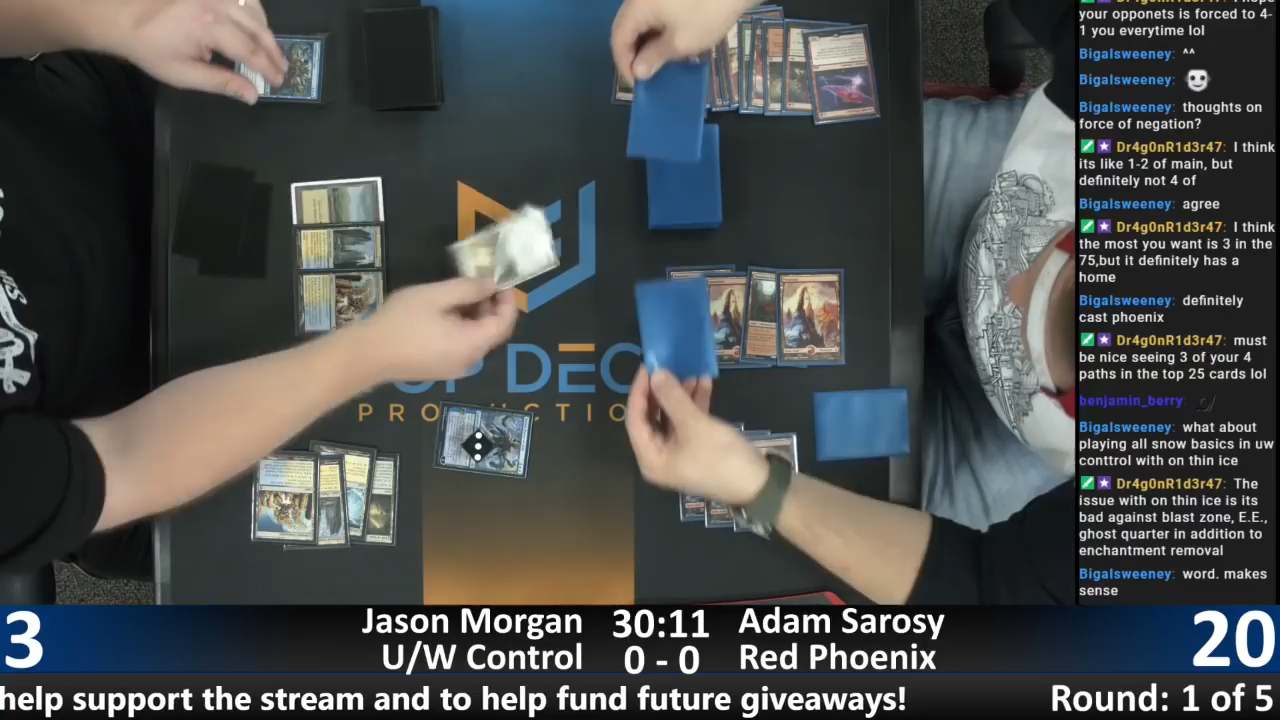 your opponets is forced to 4-
1 you everytime lol
Bigalsweeney: ^^
Bigalsweeney:
Bigalsweeney: thoughts on
force of negation?
Dr4g0nR1d3r47: I think
its like 1-2 of main, but
definitely not 4 of
Bigalsweeney: agree
Dr4g0nR1d3r47: I think
the most you want is 3 in the
75,but it definitely has a
home
Bigalsweeney: definitely
cast phoenix
Dr4g0nR1d3r47: must
be nice seeing 3 of your 4
paths in the top 25 cards lol
benjamin_berry:
Bigalsweeney: what about
playing all snow basics in uw
conttrol with on thin ice
Dr4g0nR1d3r47: The
issue with on thin ice is its
bad against blast zone, E.E.,
ghost quarter in addition to
enchantment removal
Bigalsweeney: word. makes
sense
OP DEC
PRO UCTIO
3
Jason Morgan
U/W Control
30:11
0 - 0
Adam Sarosy
Red Phoenix
20
help support the stream and to help fund future giveaways!
Round: 1 of 5